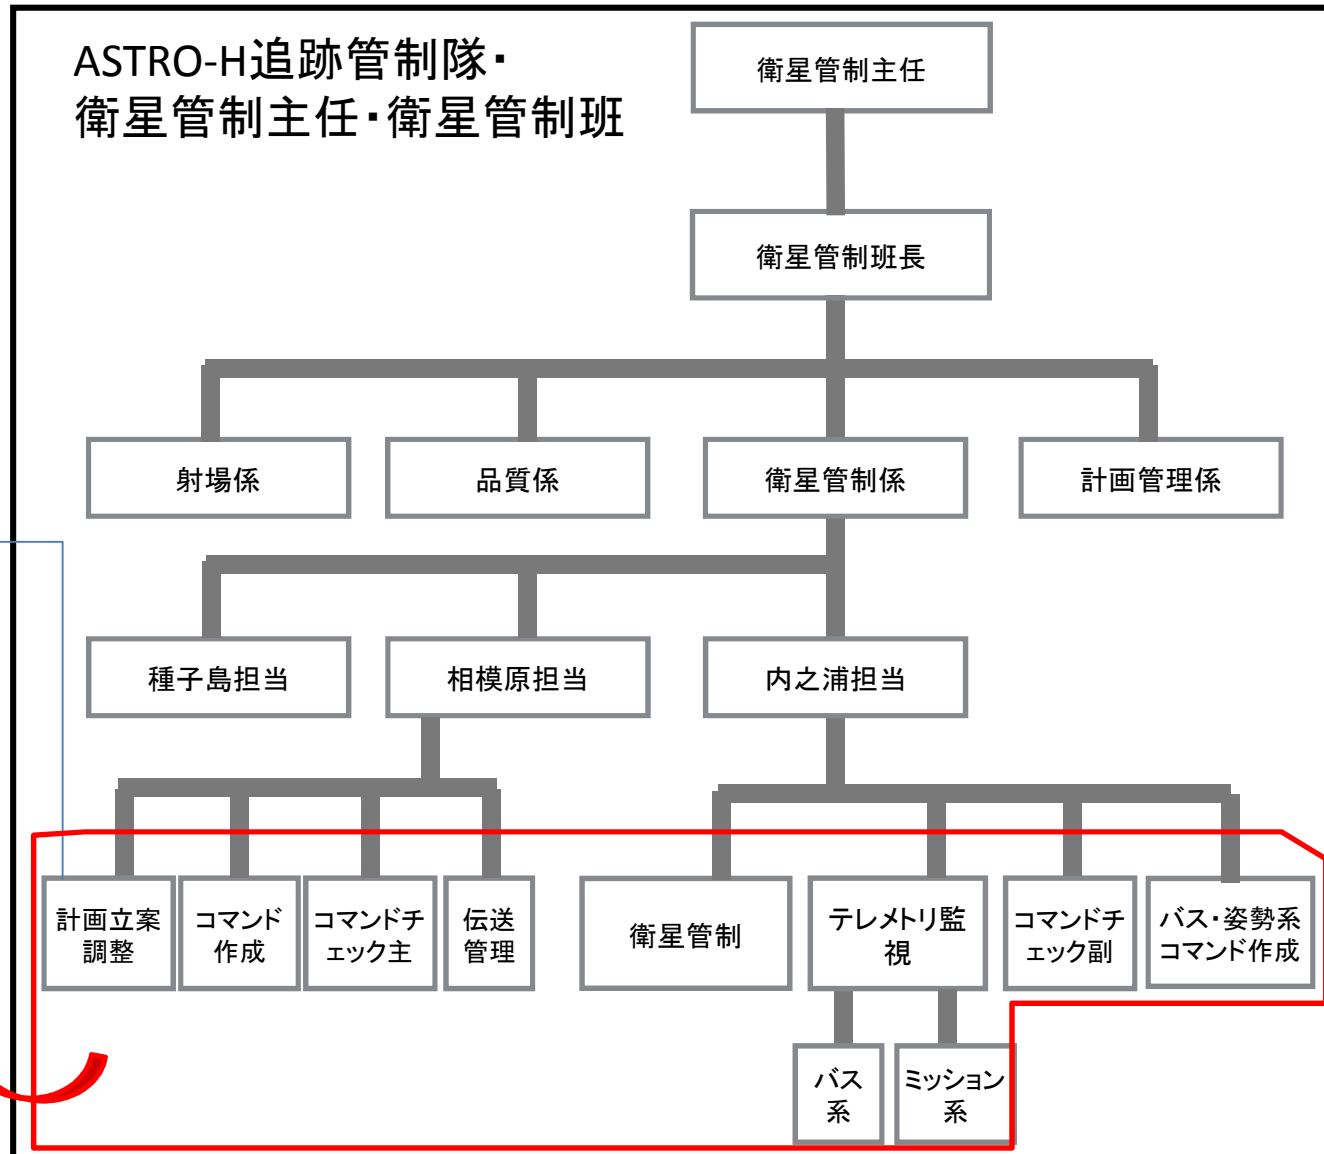 ASTRO-H追跡管制隊・
衛星管制主任・衛星管制班
衛星管制主任
衛星管制班長
射場係
品質係
衛星管制係
計画管理係
種子島担当
相模原担当
内之浦担当
計画立案
調整
コマンド
作成
コマンドチ
ェック主
伝送
管理
衛星管制
テレメトリ監
視
コマンドチ
ェック副
バス・姿勢系
コマンド作成
バス
系
ミッション
系